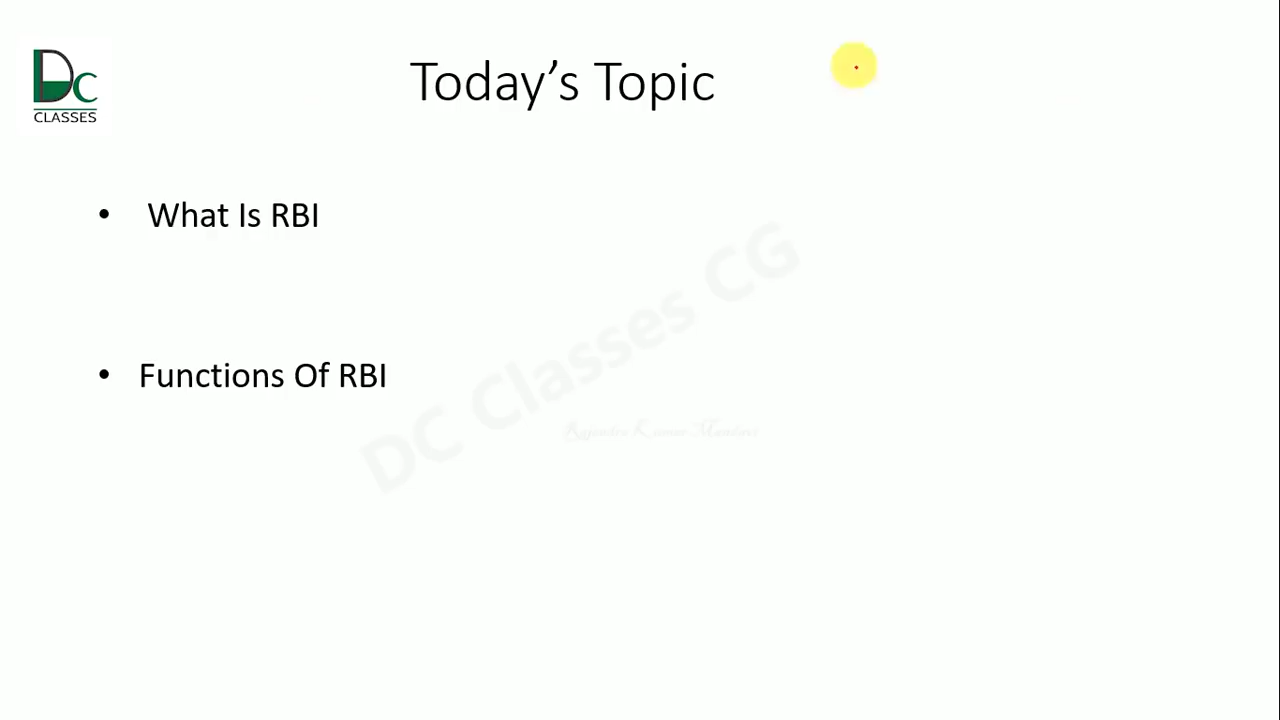 Dc
CLASSES
Today’s Topic
• What Is RBI
• Functions Of RBI
DC Classes CG